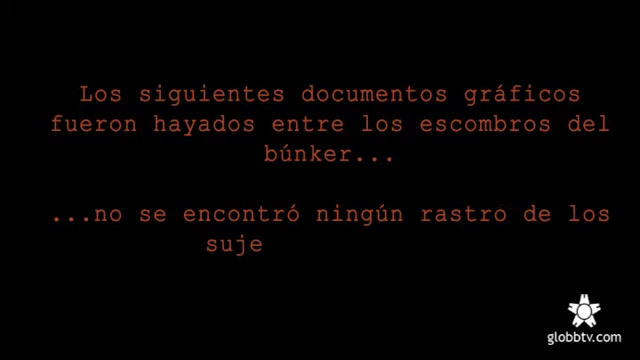 Los siguientes documentos gráficos
fueron hayados entre los escombros del
búnker...
...no se encontró ningún rastro de los
suje
globbtv.com